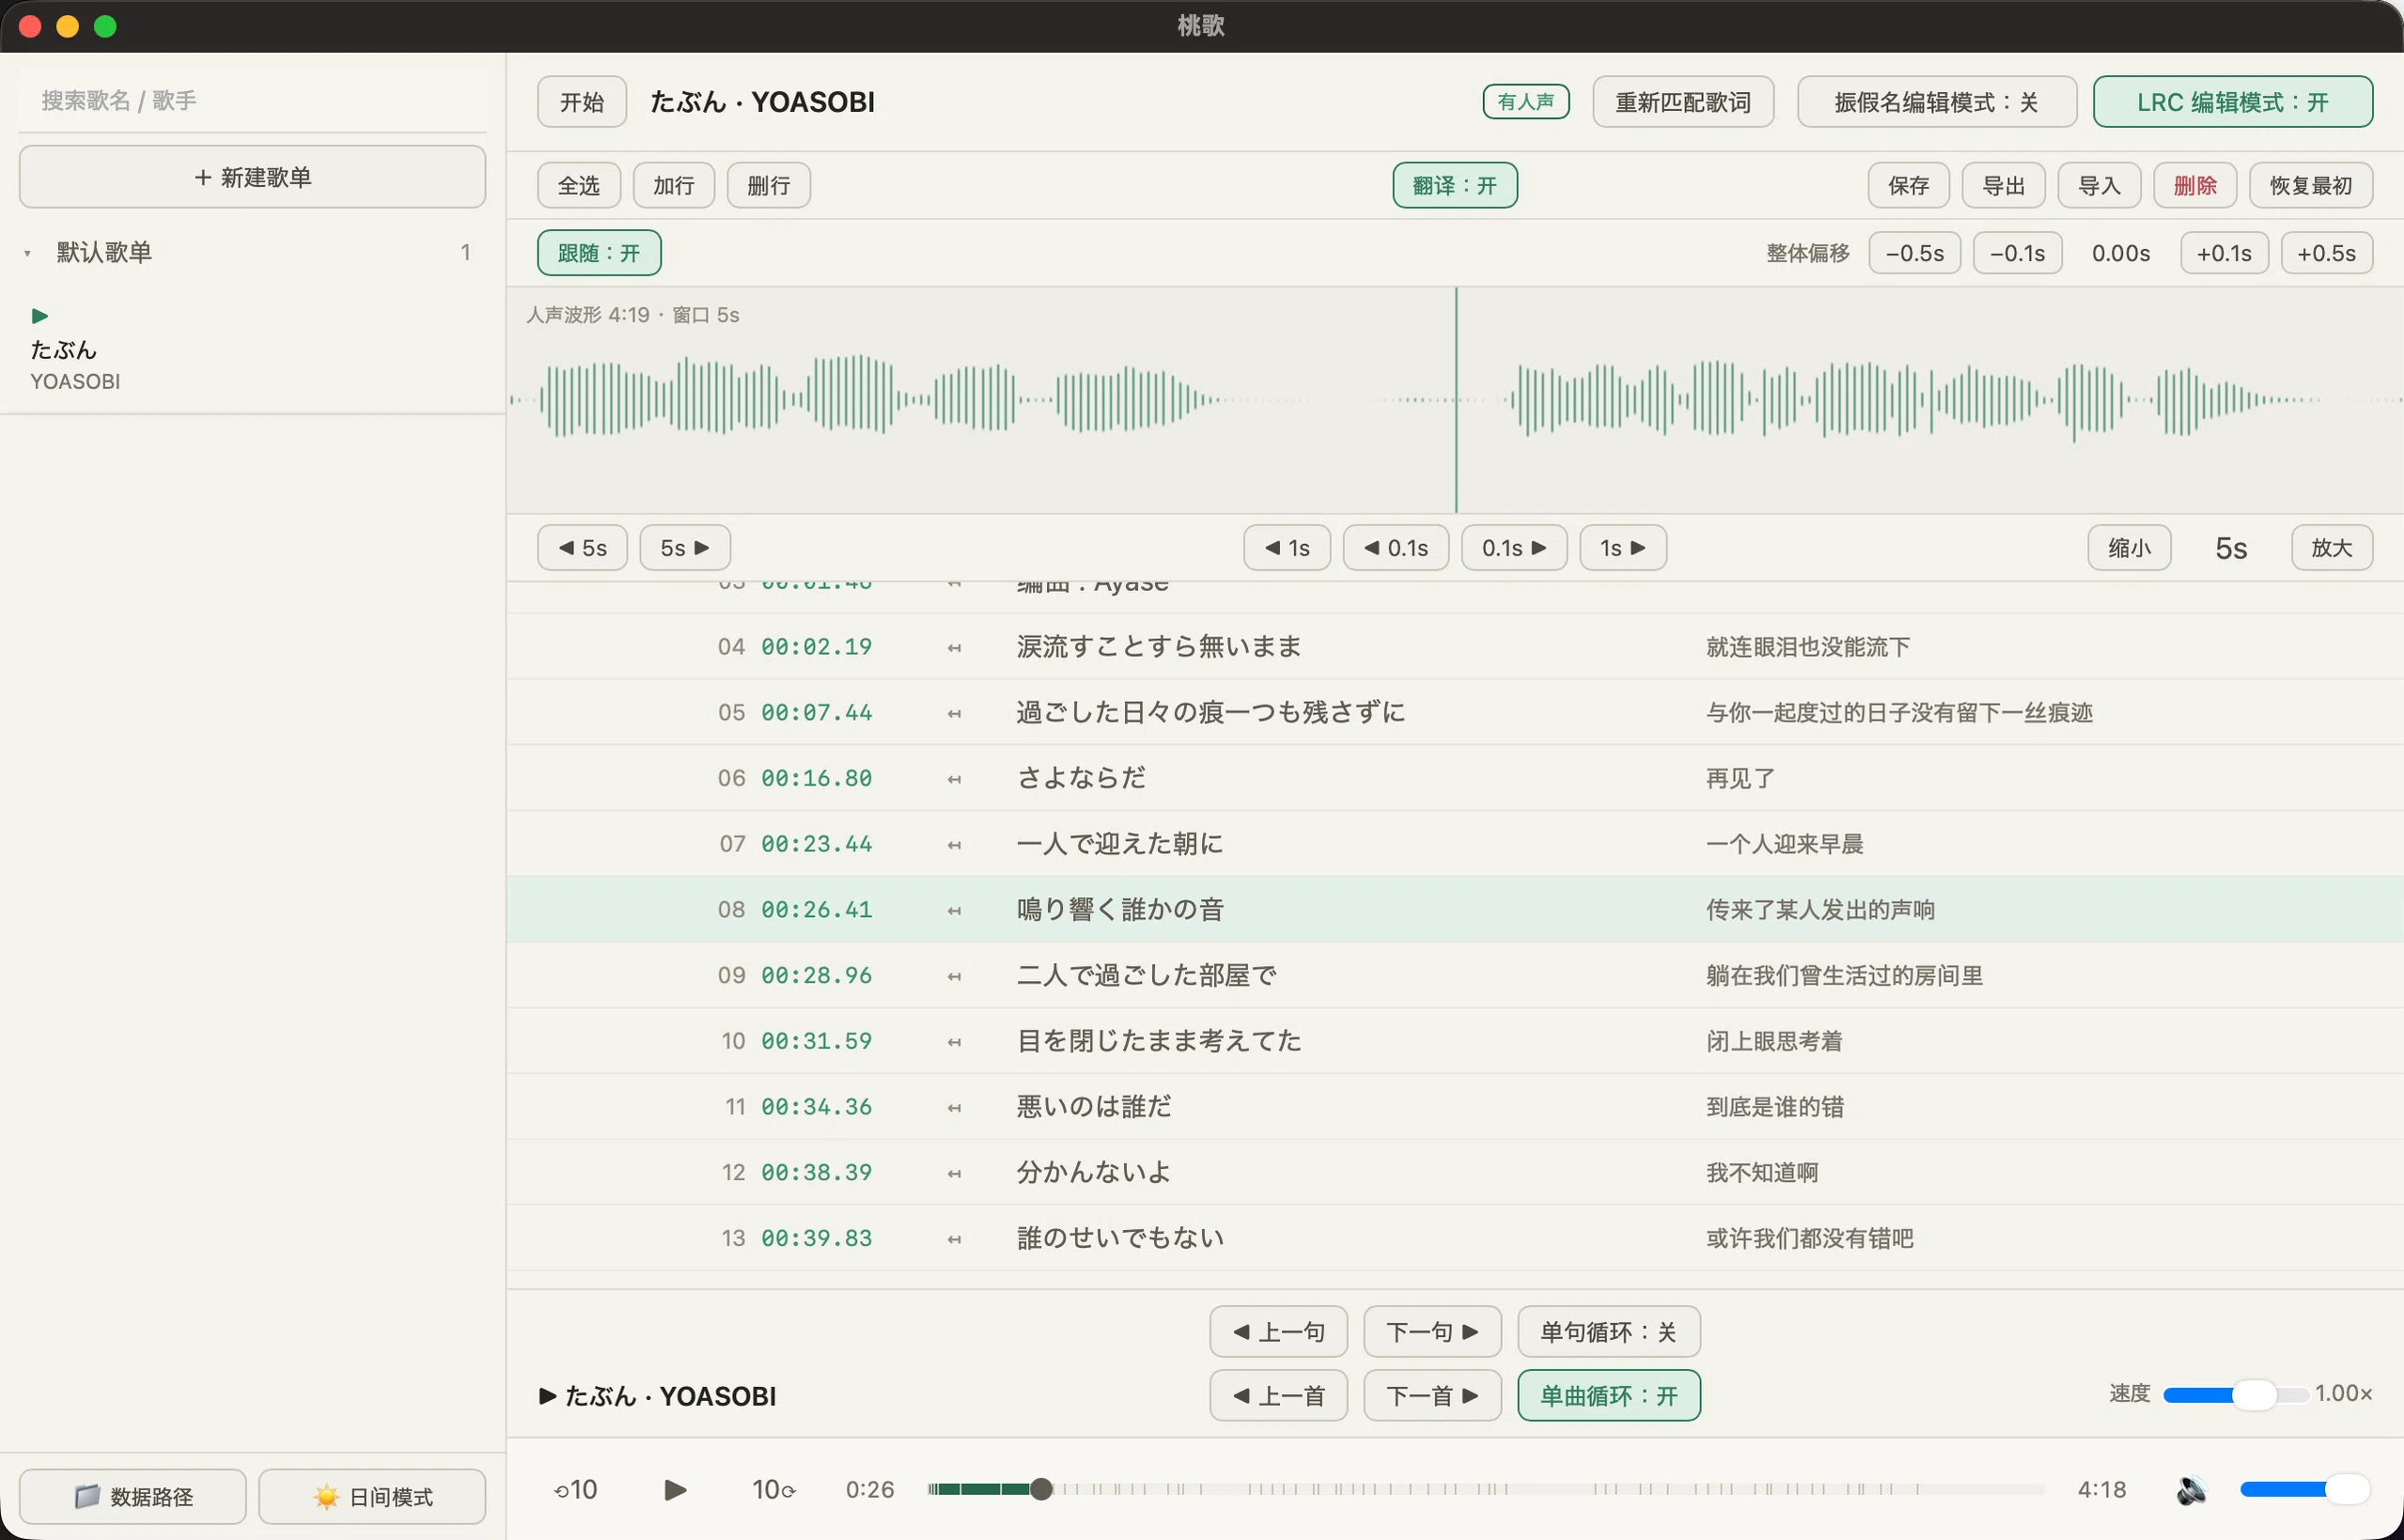 桃歌
搜索歌名 / 歌手
+ 新建歌单
▾ 默认歌单 1
▶
たぶん
YOASOBI
📁 数据路径
☀️ 日间模式
开始 たぶん · YOASOBI 有人声 重新匹配歌词 振假名编辑模式：关 LRC 编辑模式：开
全选 加行 删行 翻译：开 保存 导出 导入 删除 恢复最初
跟随：开 整体偏移 −0.5s −0.1s 0.00s +0.1s +0.5s
人声波形 4:19 · 窗口 5s
◀ 5s 5s ▶ ◀ 1s ◀ 0.1s 0.1s ▶ 1s ▶ 缩小 5s 放大
03 00:01.48 ↤ 编曲：Ayase
04 00:02.19 ↤ 涙流すことすら無いまま 就连眼泪也没能流下
05 00:07.44 ↤ 過ごした日々の痕一つも残さずに 与你一起度过的日子没有留下一丝痕迹
06 00:16.80 ↤ さよならだ 再见了
07 00:23.44 ↤ 一人で迎えた朝に 一个人迎来早晨
08 00:26.41 ↤ 鳴り響く誰かの音 传来了某人发出的声响
09 00:28.96 ↤ 二人で過ごした部屋で 躺在我们曾生活过的房间里
10 00:31.59 ↤ 目を閉じたまま考えてた 闭上眼思考着
11 00:34.36 ↤ 悪いのは誰だ 到底是谁的错
12 00:38.39 ↤ 分かんないよ 我不知道啊
13 00:39.83 ↤ 誰のせいでもない 或许我们都没有错吧
◀ 上一句 下一句 ▶ 单句循环：关
▶ たぶん · YOASOBI ◀ 上一首 下一首 ▶ 单曲循环：开 速度 1.00×
⟲10 ▶ 10⟳ 0:26 4:18